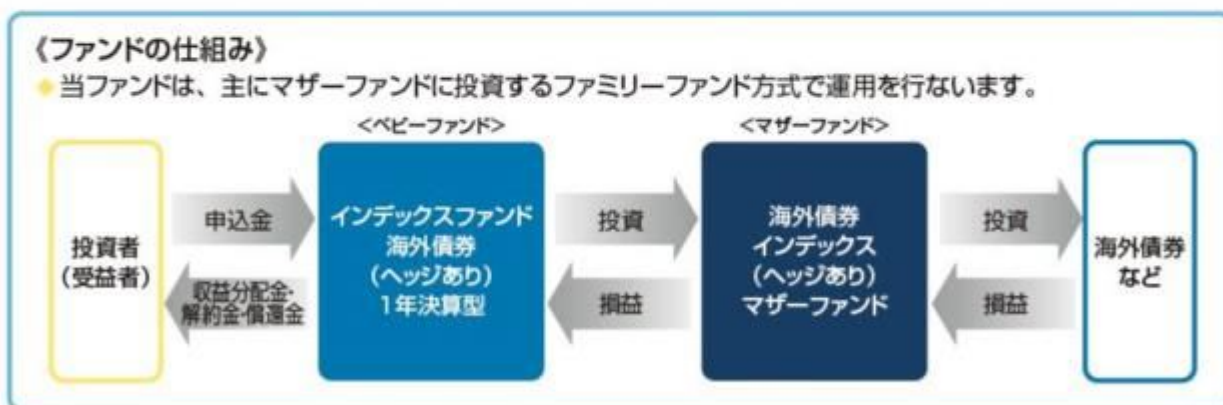 《ファンドの仕組み》
◆当ファンドは、主にマザーファンドに投資するファミリーファンド方式で運用を行ないます。
<ベビーファンド>
<マザーファンド>
投資者
(受益者)
申込金
収益分配金・
解約金・償還金
インデックスファンド
海外債券
(ヘッジあり)
1年決算型
投資
損益
海外債券
インデックス
(ヘッジあり)
マザーファンド
投資
損益
海外債券
など